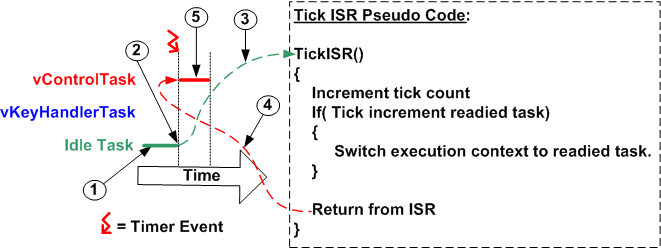 Tick ISR Pseudo Code:
5
3
2
TickISR()
{
vControlTask
Increment tick count
vKeyHandlerTask
If( Tick increment readied task)
4
{
Idle Task
Switch execution context to readied task.
1
}
Time
Return from ISR
= Timer Event
}